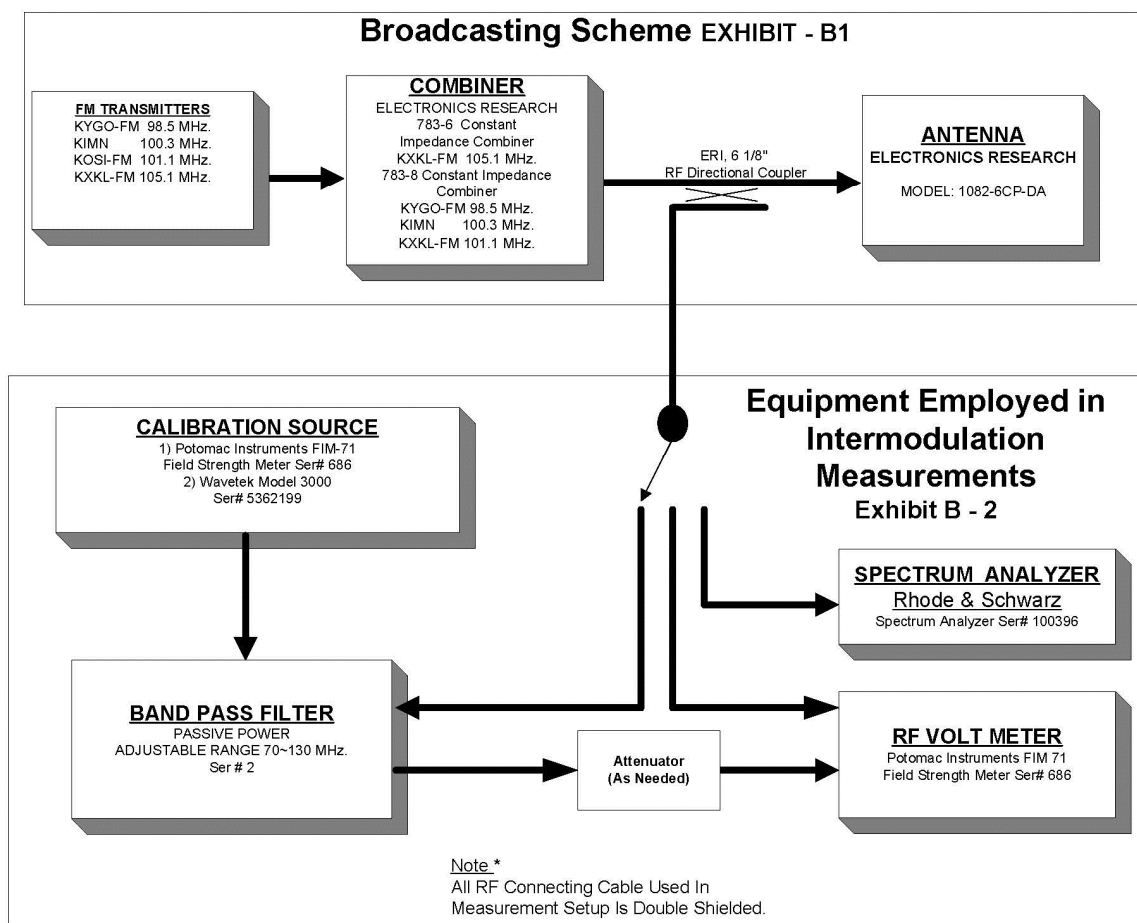 Broadcasting Scheme EXHIBIT - B1
FM TRANSMITTERS
KYGO-FM 98.5 MHz.
KIMN 100.3 MHz.
KOSI-FM 101.1 MHz.
KXKL-FM 105.1 MHz.
COMBINER
ELECTRONICS RESEARCH
783-6 Constant
Impedance Combiner
KXKL-FM 105.1 MHz.
783-8 Constant Impedance
Combiner
KYGO-FM 98.5 MHz.
KIMN 100.3 MHz.
KXKL-FM 101.1 MHz.
ERI, 6 1/8"
RF Directional Coupler
ANTENNA
ELECTRONICS RESEARCH
MODEL: 1082-6CP-DA
Equipment Employed in
Intermodulation
Measurements
Exhibit B - 2
CALIBRATION SOURCE
1) Potomac Instruments FIM-71
Field Strength Meter Ser# 686
2) Wavetek Model 3000
Ser# 5362199
SPECTRUM ANALYZER
Rhode & Schwarz
Spectrum Analyzer Ser# 100396
BAND PASS FILTER
PASSIVE POWER
ADJUSTABLE RANGE 70~130 MHz.
Ser # 2
Attenuator
(As Needed)
RF VOLT METER
Potomac Instruments FIM 71
Field Strength Meter Ser# 686
Note *
All RF Connecting Cable Used In
Measurement Setup Is Double Shielded.